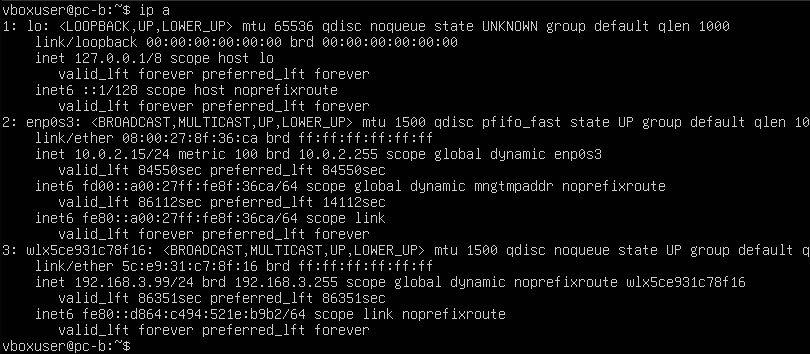 vboxuser@pc-b:~$ ip a
1: lo: <LOOPBACK,UP,LOWER_UP> mtu 65536 qdisc noqueue state UNKNOWN group default qlen 1000
    link/loopback 00:00:00:00:00:00 brd 00:00:00:00:00:00
    inet 127.0.0.1/8 scope host lo
       valid_lft forever preferred_lft forever
    inet6 ::1/128 scope host noprefixroute
       valid_lft forever preferred_lft forever
2: enp0s3: <BROADCAST,MULTICAST,UP,LOWER_UP> mtu 1500 qdisc pfifo_fast state UP group default qlen 10
    link/ether 08:00:27:8f:36:ca brd ff:ff:ff:ff:ff:ff
    inet 10.0.2.15/24 metric 100 brd 10.0.2.255 scope global dynamic enp0s3
       valid_lft 84550sec preferred_lft 84550sec
    inet6 fd00::a00:27ff:fe8f:36ca/64 scope global dynamic mngtmpaddr noprefixroute
       valid_lft 86112sec preferred_lft 14112sec
    inet6 fe80::a00:27ff:fe8f:36ca/64 scope link
       valid_lft forever preferred_lft forever
3: wlx5ce931c78f16: <BROADCAST,MULTICAST,UP,LOWER_UP> mtu 1500 qdisc noqueue state UP group default q
    link/ether 5c:e9:31:c7:8f:16 brd ff:ff:ff:ff:ff:ff
    inet 192.168.3.99/24 brd 192.168.3.255 scope global dynamic noprefixroute wlx5ce931c78f16
       valid_lft 86351sec preferred_lft 86351sec
    inet6 fe80::d864:c494:521e:b9b2/64 scope link noprefixroute
       valid_lft forever preferred_lft forever
vboxuser@pc-b:~$